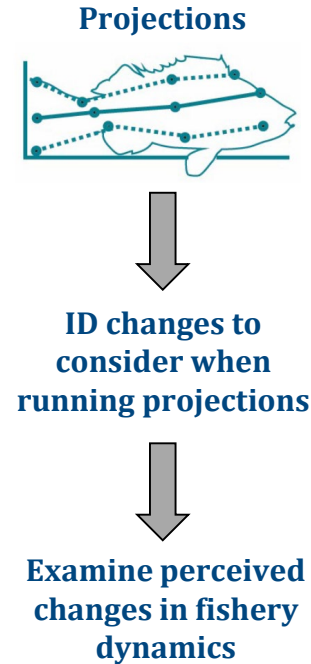 Projections
ID changes to
consider when
running projections
Examine perceived
changes in fishery
dynamics